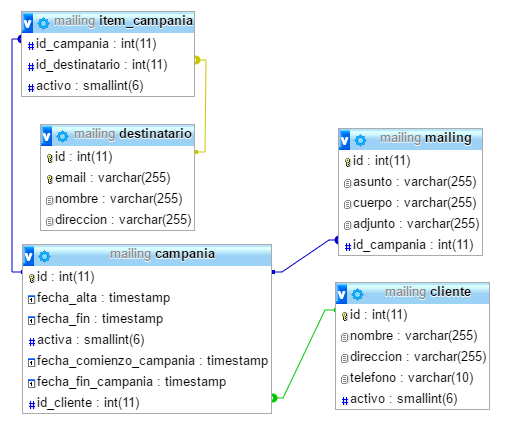 mailing item_campania
id_campania : int(11)
id_destinatario : int(11)
activo : smallint(6)
mailing destinatario
id : int(11)
email : varchar(255)
nombre : varchar(255)
direccion : varchar(255)
mailing mailing
id : int(11)
asunto : varchar(255)
cuerpo : varchar(255)
adjunto : varchar(255)
id_campania : int(11)
mailing campania
id : int(11)
fecha_alta : timestamp
fecha_fin : timestamp
activa : smallint(6)
fecha_comienzo_campania : timestamp
fecha_fin_campania : timestamp
id_cliente : int(11)
mailing cliente
id : int(11)
nombre : varchar(255)
direccion : varchar(255)
telefono : varchar(10)
activo : smallint(6)